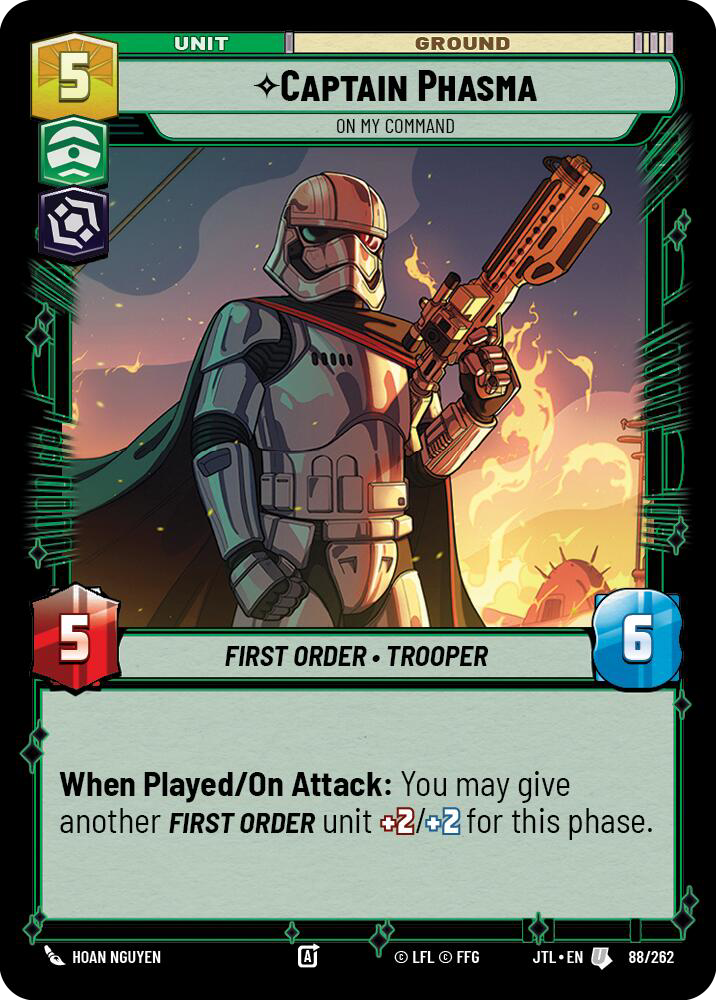 UNIT
GROUND
5
CAPTAIN PHASMA
ON MY COMMAND
5
FIRST ORDER • TROOPER
6
When Played/On Attack: You may give
another FIRST ORDER unit +2/+2 for this phase.
HOAN NGUYEN
A
© LFL © FFG
JTL • EN
U
88/262